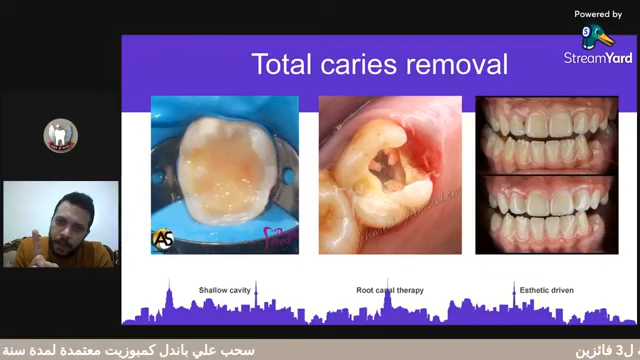 Powered by
StreamYard
Total caries removal
AS
Shallow cavity
Root canal therapy
Esthetic driven
سحب علي باندل كمبوزيت معتمدة لمدة سنة
ل3 فائزين